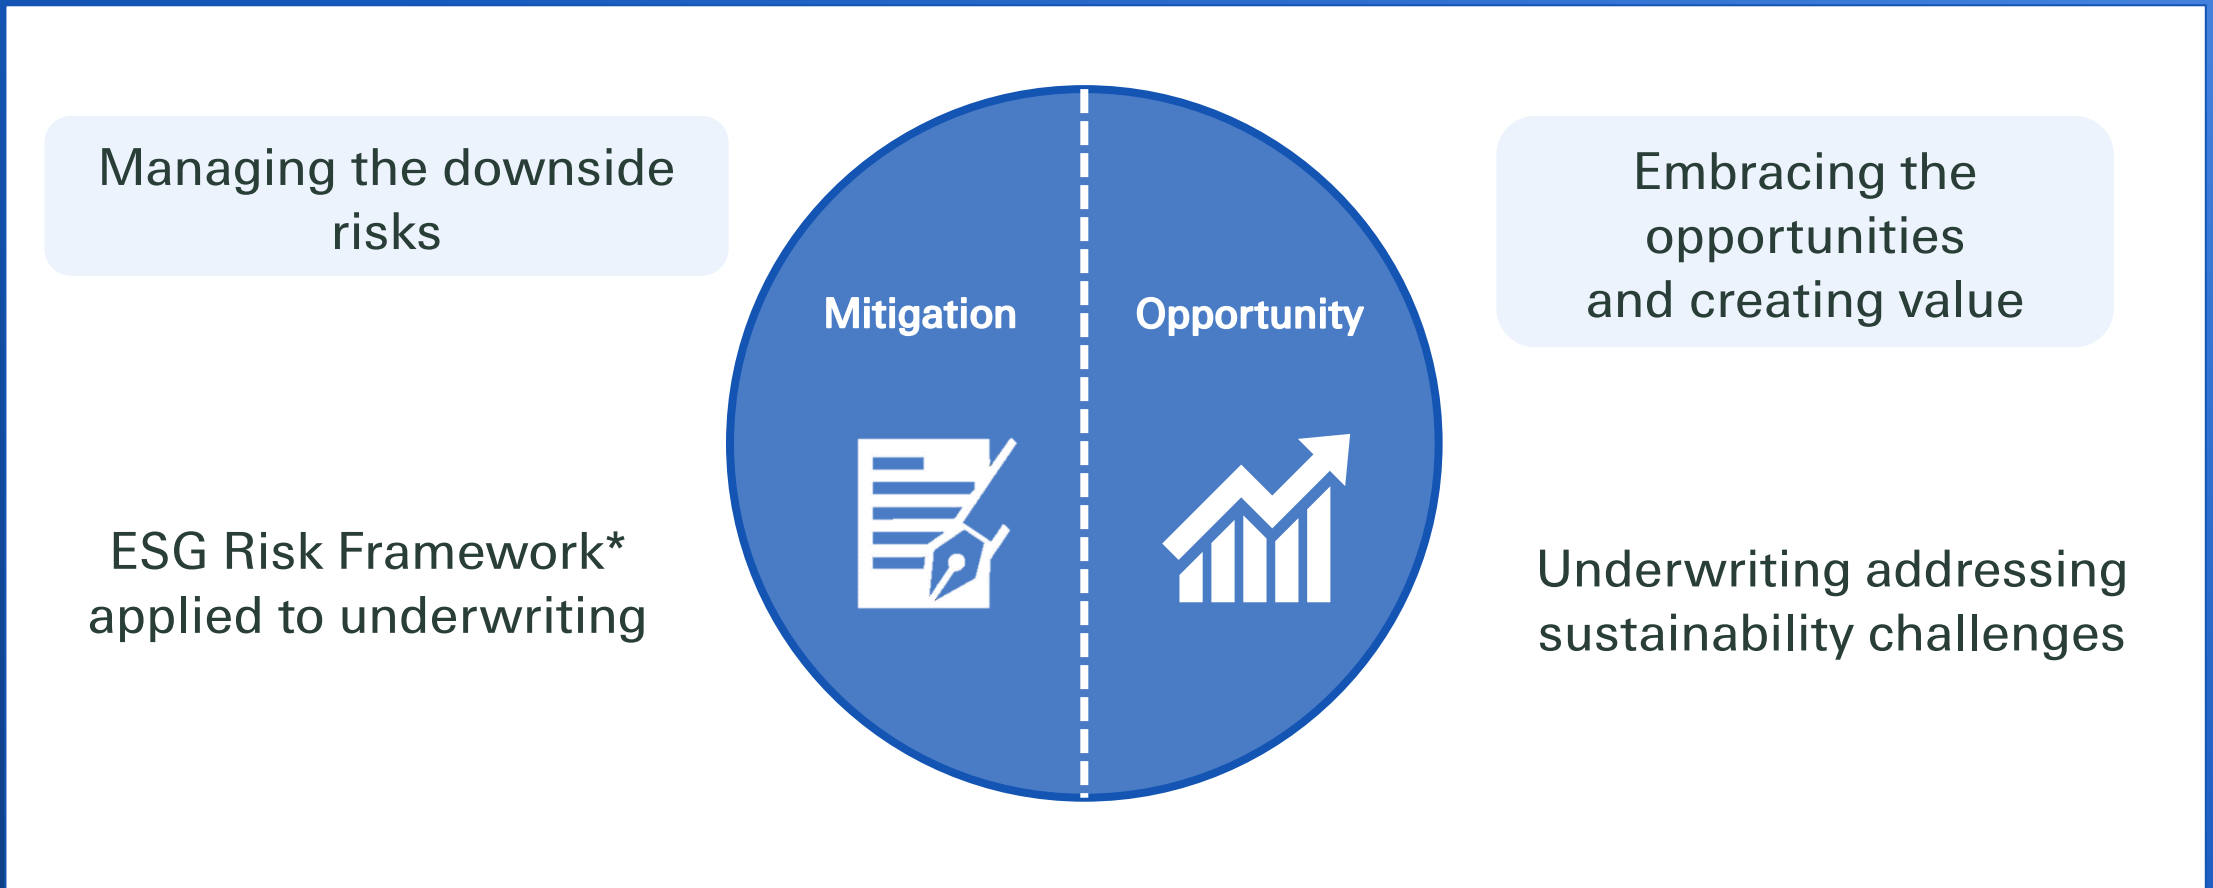 Managing the downside
risks
Mitigation
ESG Risk Framework*
applied to underwriting
Opportunity
Embracing the
opportunities
and creating value
Underwriting addressing
sustainability challenges